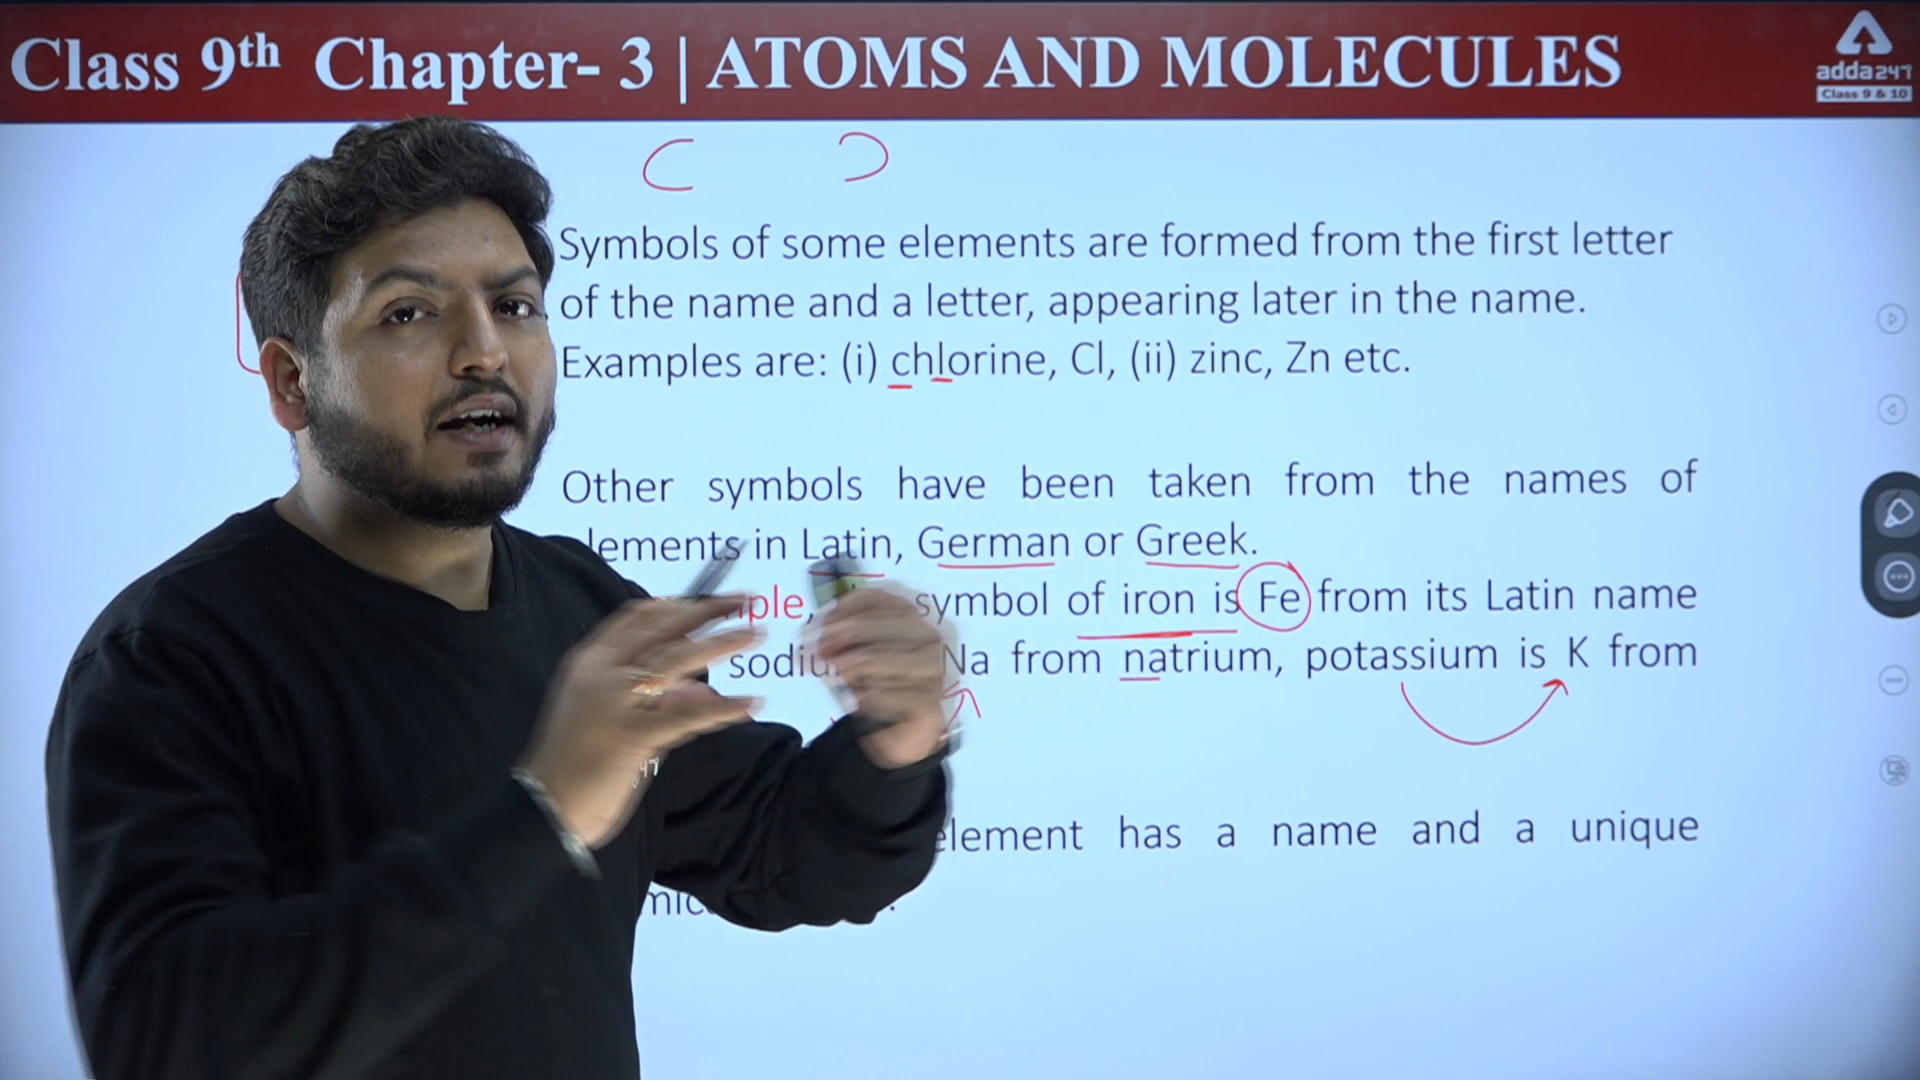 Class 9th Chapter- 3 | ATOMS AND MOLECULES
adda247
Class 9 & 10
Symbols of some elements are formed from the first letter
of the name and a letter, appearing later in the name.
Examples are: (i) chlorine, Cl, (ii) zinc, Zn etc.
Other symbols have been taken from the names of
lements in Latin, German or Greek.
symbol of iron is Fe from its Latin name
Na from natrium, potassium is K from
element has a name and a unique